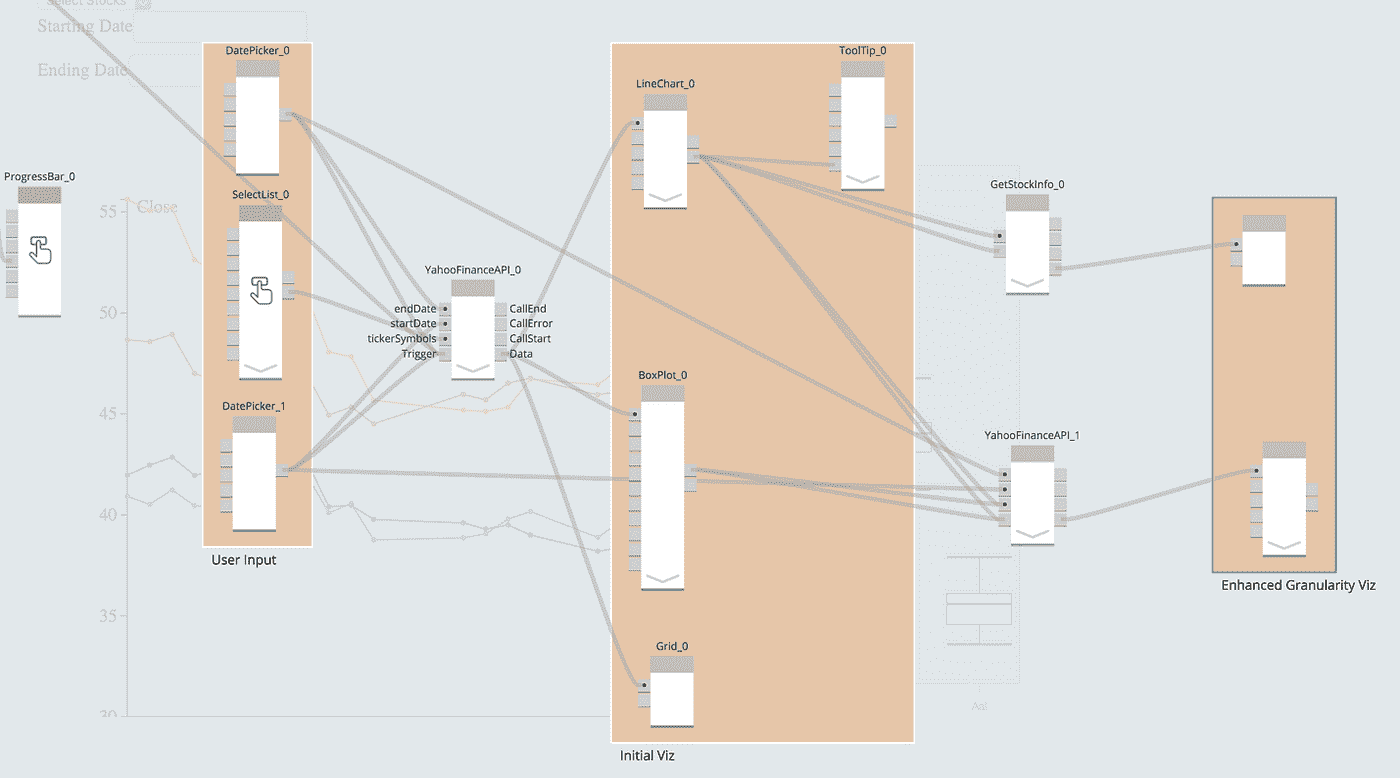 Select Stocks
Starting Date
Ending Date
DatePicker_0
ToolTip_0
LineChart_0
ProgressBar_0
SelectList_0
GetStockInfo_0
55
Close
YahooFinanceAPI_0
50
endDate
CallEnd
startDate
CallError
tickerSymbols
CallStart
Trigger
Data
BoxPlot_0
DatePicker_1
45
YahooFinanceAPI_1
40
User Input
Enhanced Granularity Viz
35
Grid_0
30
Aal
Initial Viz